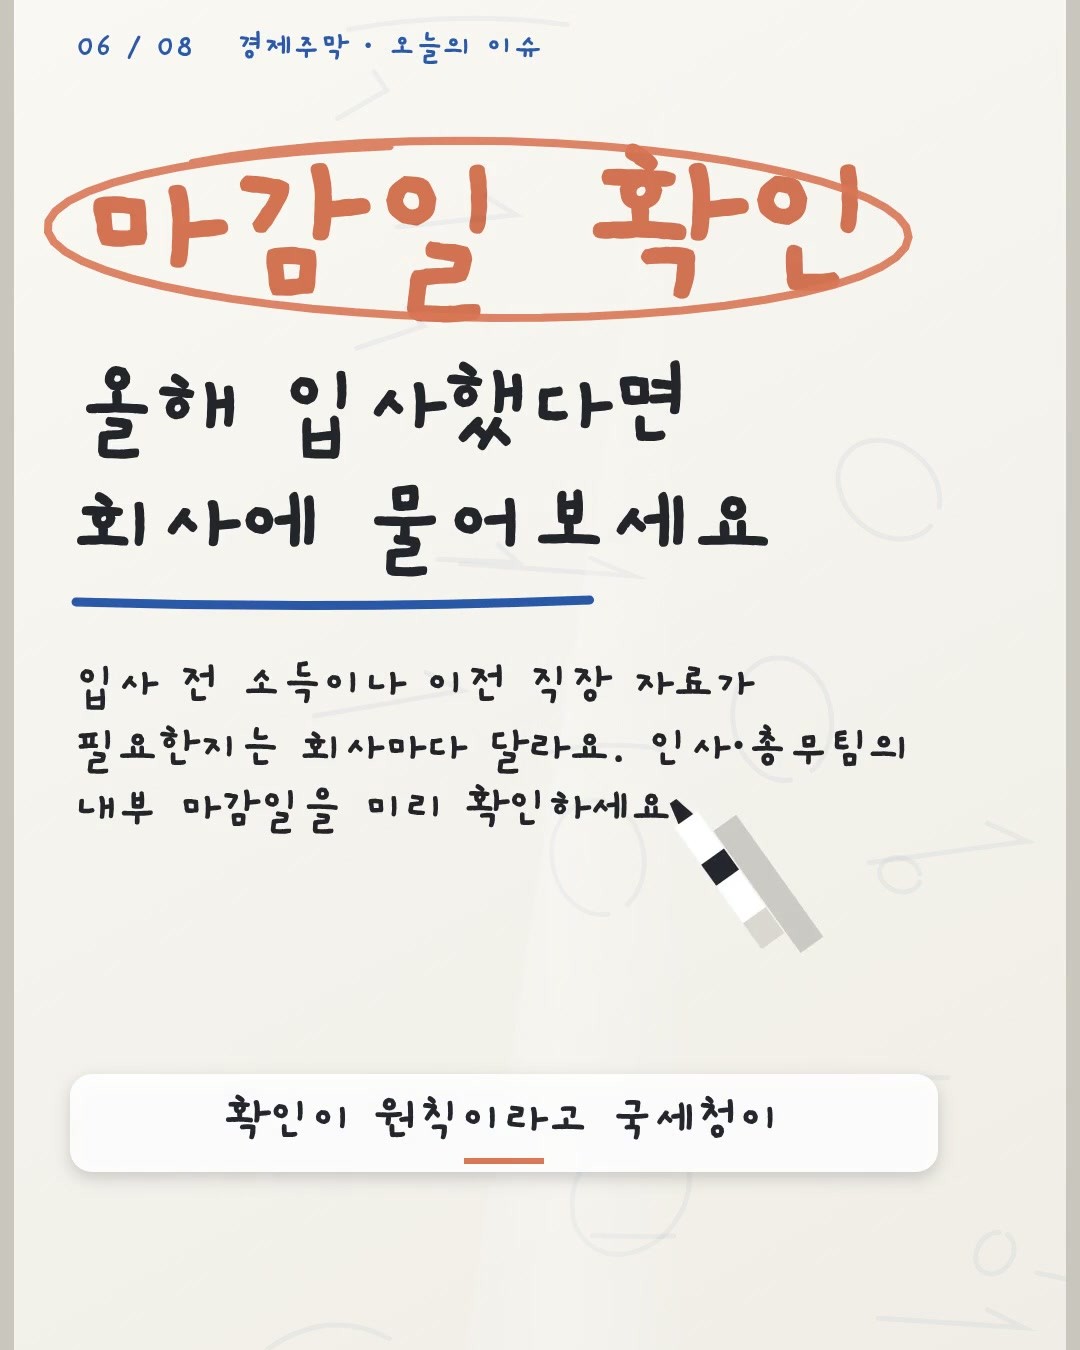 06 / 08 경제주막 · 오늘의 이슈
마감일 확인
올해 입사했다면
회사에 물어보세요
입사 전 소득이나 이전 직장 자료가
필요한지는 회사마다 달라요. 인사·총무팀의
내부 마감일을 미리 확인하세요
확인이 원칙이라고 국세청이